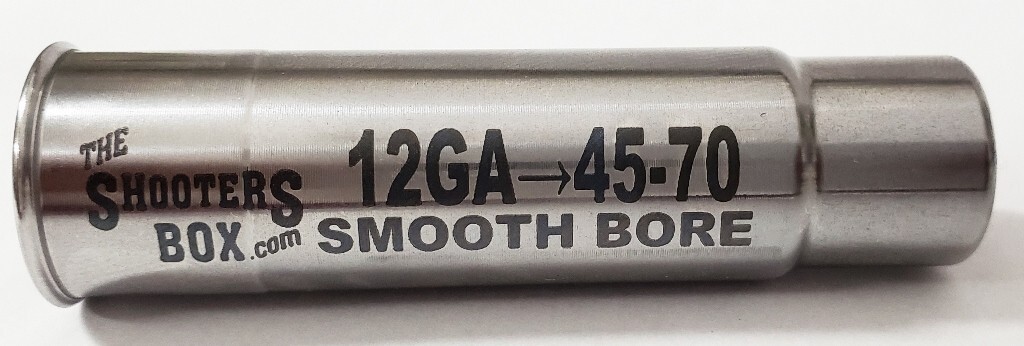 THE
SHOOTERS
BOX.com
12GA→45-70
SMOOTH BORE